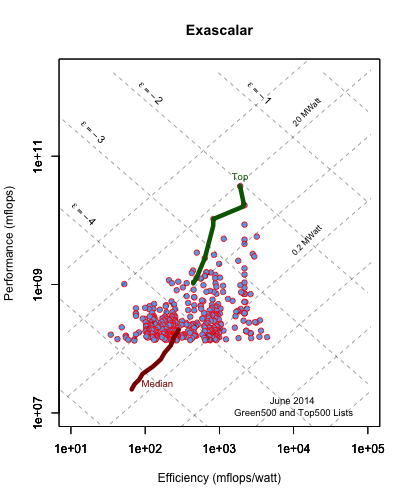 Exascalar
ε = −1
ε = −2
20 MWatt
ε = −3
1e+11
Top
ε = −4
0.2 MWatt
Performance (mflops)
1e+09
Median
June 2014
Green500 and Top500 Lists
1e+07
1e+01 1e+02 1e+03 1e+04 1e+05
Efficiency (mflops/watt)